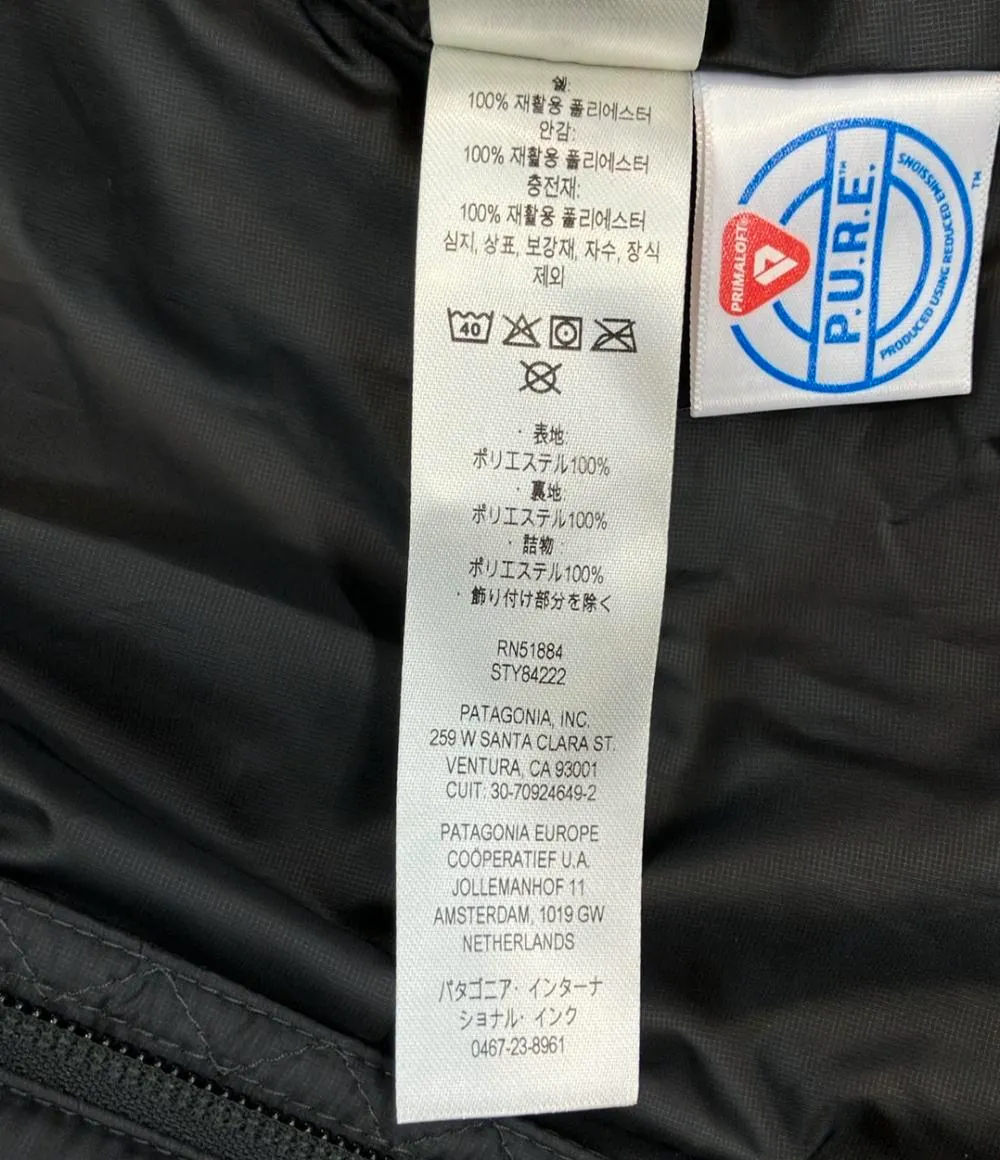 쉘:
100% 재활용 폴리에스터
안감:
100% 재활용 폴리에스터
충전재:
100% 재활용 폴리에스터
심지, 상표, 보강재, 자수, 장식
제외
40
· 表地:
ポリエステル100%
· 裏地:
ポリエステル100%
· 詰物:
ポリエステル100%
· 飾り付け部分を除く
RN51884
STY84222
PATAGONIA, INC.
259 W SANTA CLARA ST.
VENTURA, CA 93001
CUIT: 30-70924649-2
PATAGONIA EUROPE
COÖPERATIEF U.A.
JOLLEMANHOF 11
AMSTERDAM, 1019 GW
NETHERLANDS
パタゴニア・インターナ
ショナル・インク
0467-23-8961
PRIMALOFT®
P.U.R.E.™
PRODUCED USING REDUCED EMISSIONS
™